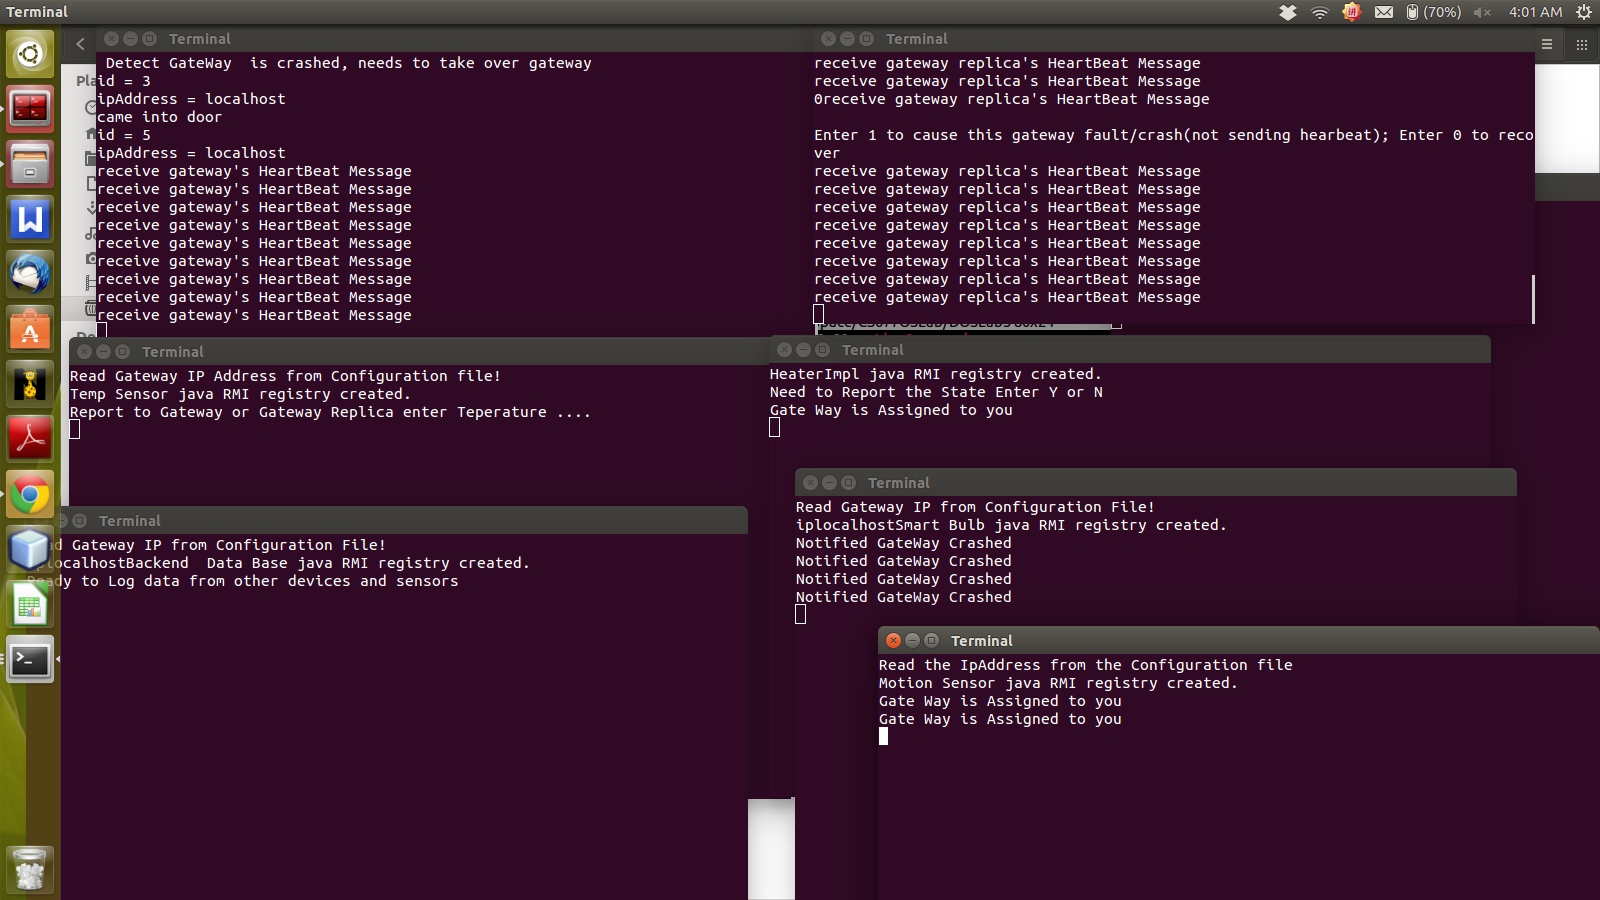 Terminal
(70%)
4:01 AM
Terminal
Detect GateWay  is crashed, needs to take over gateway
id = 3
ipAddress = localhost
came into door
id = 5
ipAddress = localhost
receive gateway's HeartBeat Message
receive gateway's HeartBeat Message
receive gateway's HeartBeat Message
receive gateway's HeartBeat Message
receive gateway's HeartBeat Message
receive gateway's HeartBeat Message
receive gateway's HeartBeat Message
receive gateway's HeartBeat Message
receive gateway's HeartBeat Message
Terminal
receive gateway replica's HeartBeat Message
receive gateway replica's HeartBeat Message
0receive gateway replica's HeartBeat Message
Enter 1 to cause this gateway fault/crash(not sending hearbeat); Enter 0 to reco
ver
receive gateway replica's HeartBeat Message
receive gateway replica's HeartBeat Message
receive gateway replica's HeartBeat Message
receive gateway replica's HeartBeat Message
receive gateway replica's HeartBeat Message
receive gateway replica's HeartBeat Message
receive gateway replica's HeartBeat Message
receive gateway replica's HeartBeat Message
Terminal
Read Gateway IP Address from Configuration file!
Temp Sensor java RMI registry created.
Report to Gateway or Gateway Replica enter Teperature ....
Terminal
HeaterImpl java RMI registry created.
Need to Report the State Enter Y or N
Gate Way is Assigned to you
Terminal
Gateway IP from Configuration File!
localhostBackend  Data Base java RMI registry created.
to Log data from other devices and sensors
Terminal
Read Gateway IP from Configuration File!
iplocalhostSmart Bulb java RMI registry created.
Notified GateWay Crashed
Notified GateWay Crashed
Notified GateWay Crashed
Notified GateWay Crashed
Terminal
Read the IpAddress from the Configuration file
Motion Sensor java RMI registry created.
Gate Way is Assigned to you
Gate Way is Assigned to you